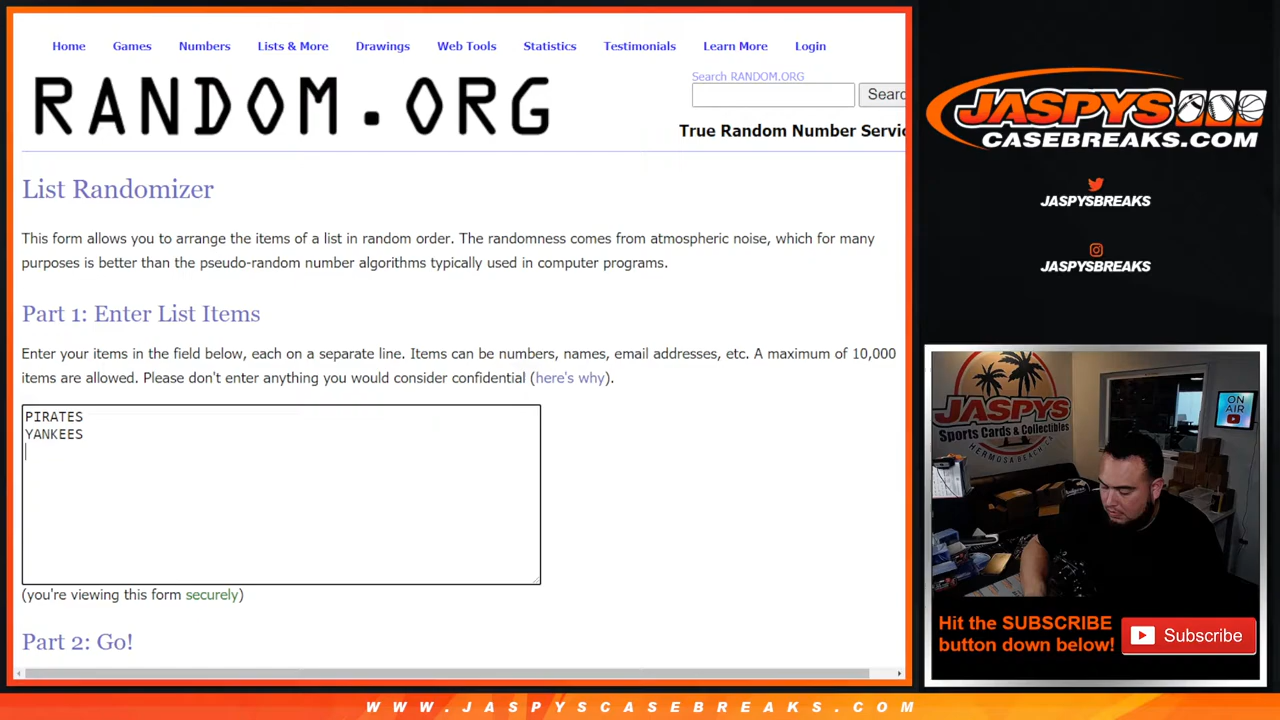 Home Games Numbers Lists & More Drawings Web Tools Statistics Testimonials Learn More Login
RANDOM.ORG
Search RANDOM.ORG
Searc
True Random Number Servic
List Randomizer
This form allows you to arrange the items of a list in random order. The randomness comes from atmospheric noise, which for many
purposes is better than the pseudo-random number algorithms typically used in computer programs.
Part 1: Enter List Items
Enter your items in the field below, each on a separate line. Items can be numbers, names, email addresses, etc. A maximum of 10,000
items are allowed. Please don't enter anything you would consider confidential (here's why).
PIRATES
YANKEES
(you're viewing this form securely)
Part 2: Go!
JASPYS
CASEBREAKS.COM
JASPYSBREAKS
JASPYSBREAKS
JASPYS
Sports Cards & Collectibles
HERMOSA BEACH, CA
ON
AIR
Hit the SUBSCRIBE
button down below!
Subscribe
WWW.JASPYSCASEBREAKS.COM